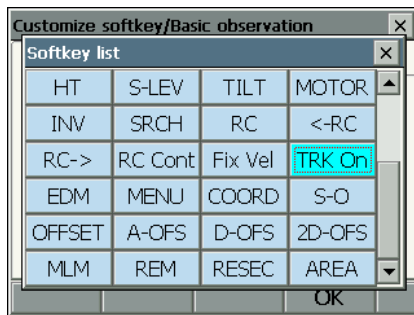 Customize softkey/Basic observation
Softkey list
HT S-LEV TILT MOTOR
INV SRCH RC <-RC
RC-> RC Cont Fix Vel TRK On
EDM MENU COORD S-O
OFFSET A-OFS D-OFS 2D-OFS
MLM REM RESEC AREA
OK